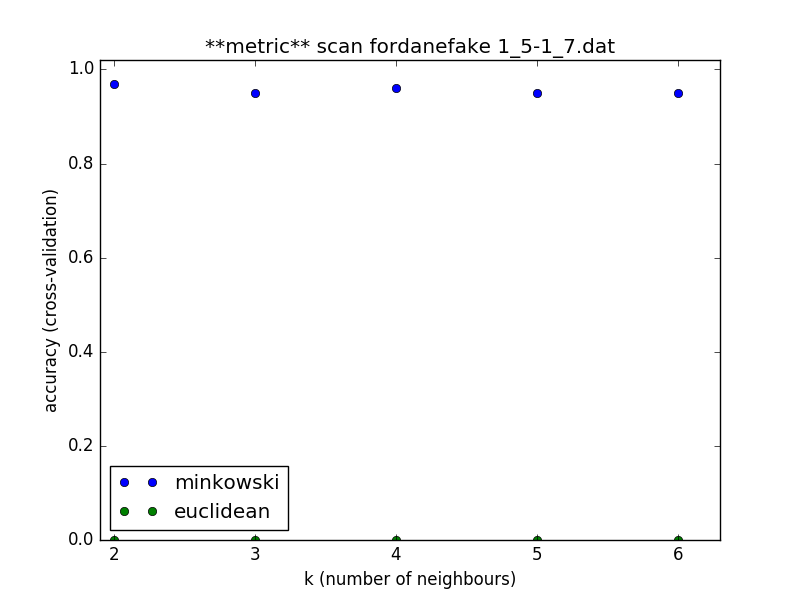 **metric** scan fordanefake 1_5-1_7.dat
1.0
0.8
0.6
0.4
0.2
0.0
accuracy (cross-validation)
minkowski
euclidean
2 3 4 5 6
k (number of neighbours)